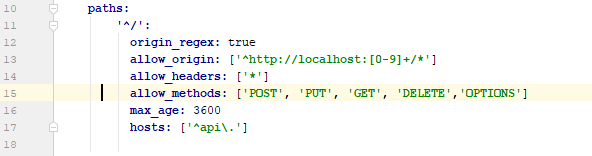 10 paths:
11 '^/':
12 origin_regex: true
13 allow_origin: ['^http://localhost:[0-9]+/*']
14 allow_headers: ['*']
15 allow_methods: ['POST', 'PUT', 'GET', 'DELETE','OPTIONS']
16 max_age: 3600
17 hosts: ['^api\.']
18